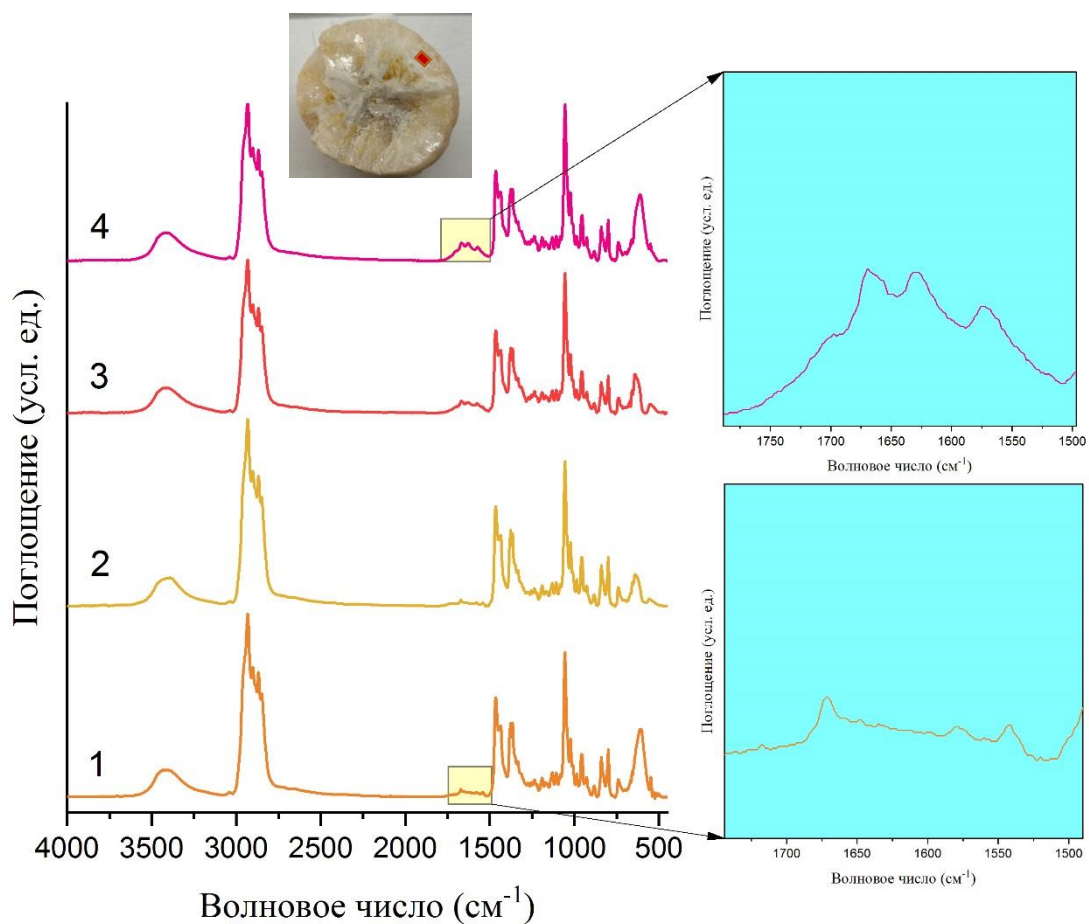 4
3
2
1
Поглощение (усл. ед.)
4000 3500 3000 2500 2000 1500 1000 500
Волновое число (см⁻¹)
Поглощение (усл. ед.)
1750 1700 1650 1600 1550 1500
Волновое число (см⁻¹)
Поглощение (усл. ед.)
1700 1650 1600 1550 1500
Волновое число (см⁻¹)